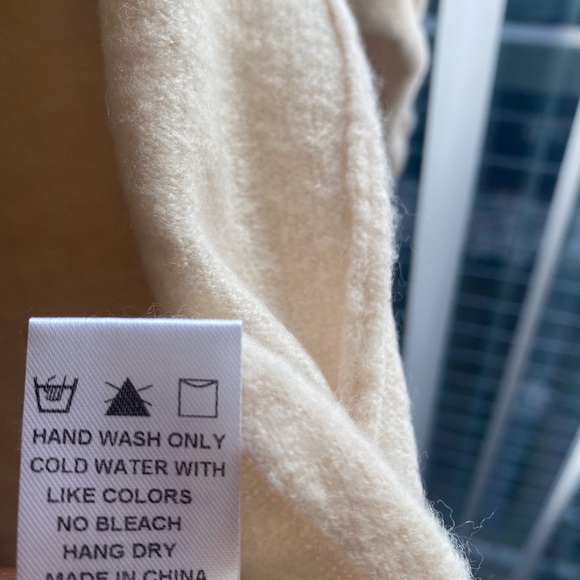 HAND WASH ONLY
COLD WATER WITH
LIKE COLORS
NO BLEACH
HANG DRY
MADE IN CHINA